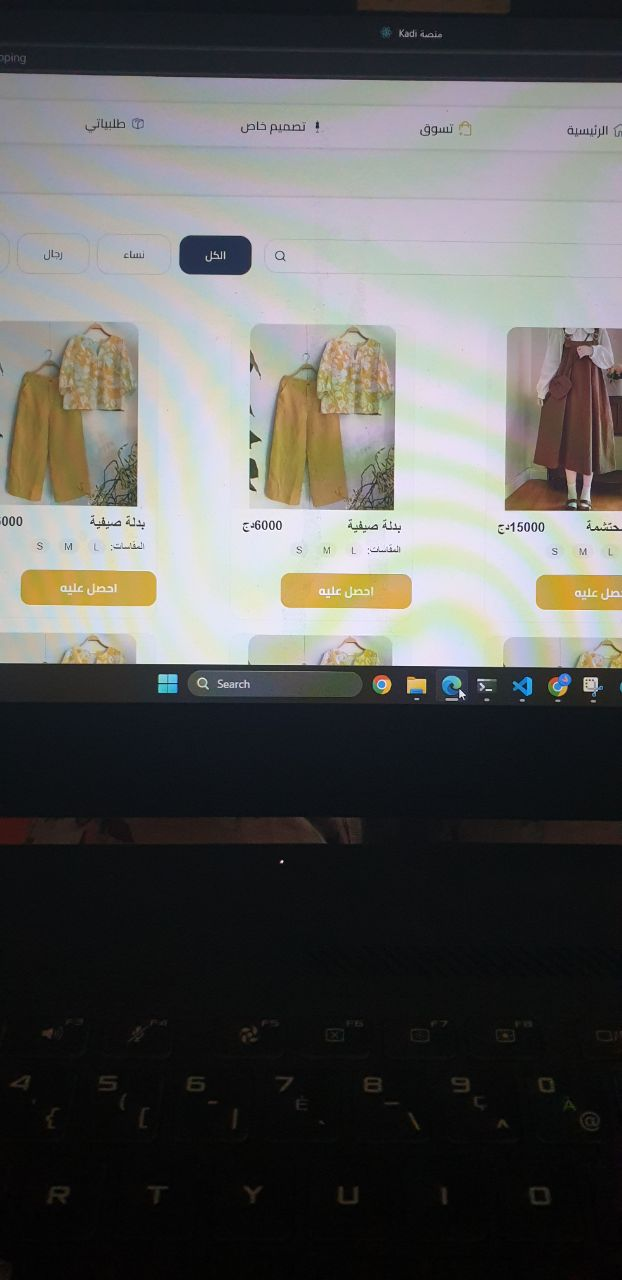 منصة Kadi
pping
الرئيسية
تسوق
تصميم خاص
طلبياتي
الكل
نساء
رجال
محتشمة 15000دج
L M S
بدلة صيفية 6000دج
المقاسات: L M S
احصل عليه
بدلة صيفية 000
المقاسات: L M S
احصل عليه
Search
F3 F4 F5 F6 F7 F8
4 ' {
5 ( [
6 - |
7 È `
8 _ \
9 Ç ^
0 À @
R T Y U I O